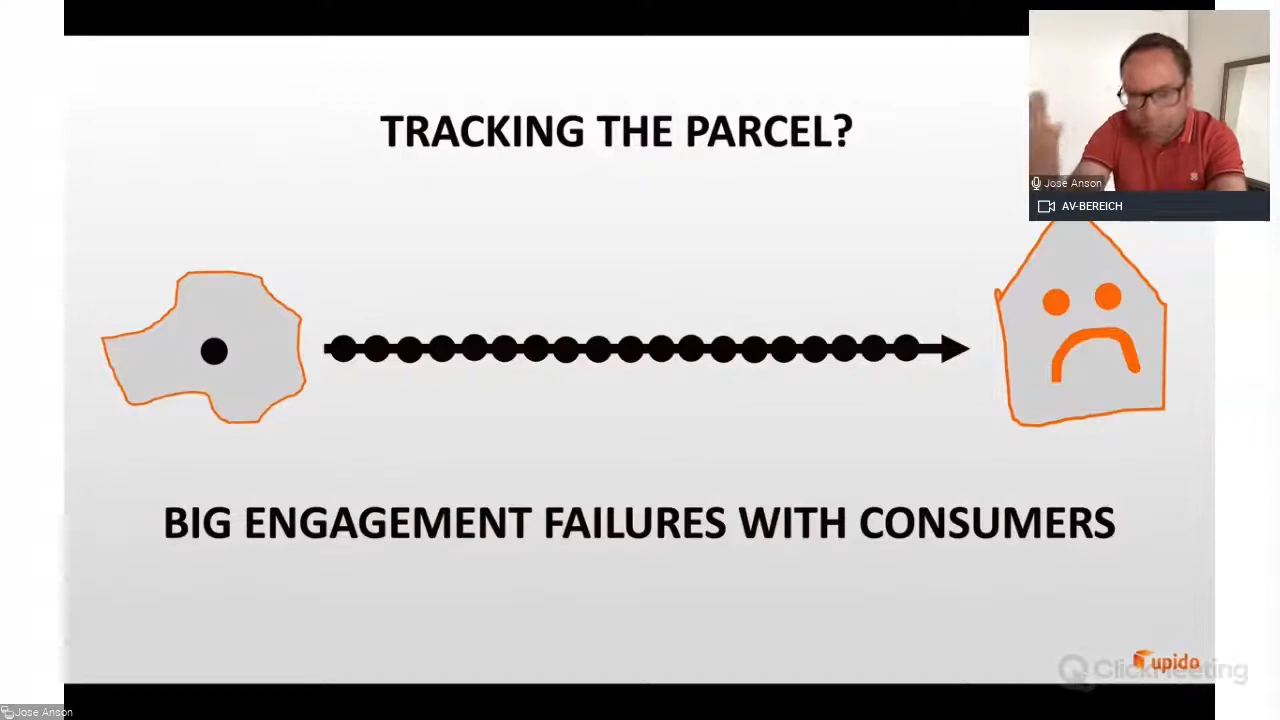 TRACKING THE PARCEL?
Jose Anson
AV-BEREICH
BIG ENGAGEMENT FAILURES WITH CONSUMERS
upido
ClickMeeting
Jose Anson